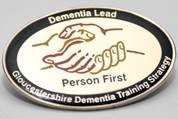 Dementia Lead
Person First
Gloucestershire Dementia Training Strategy